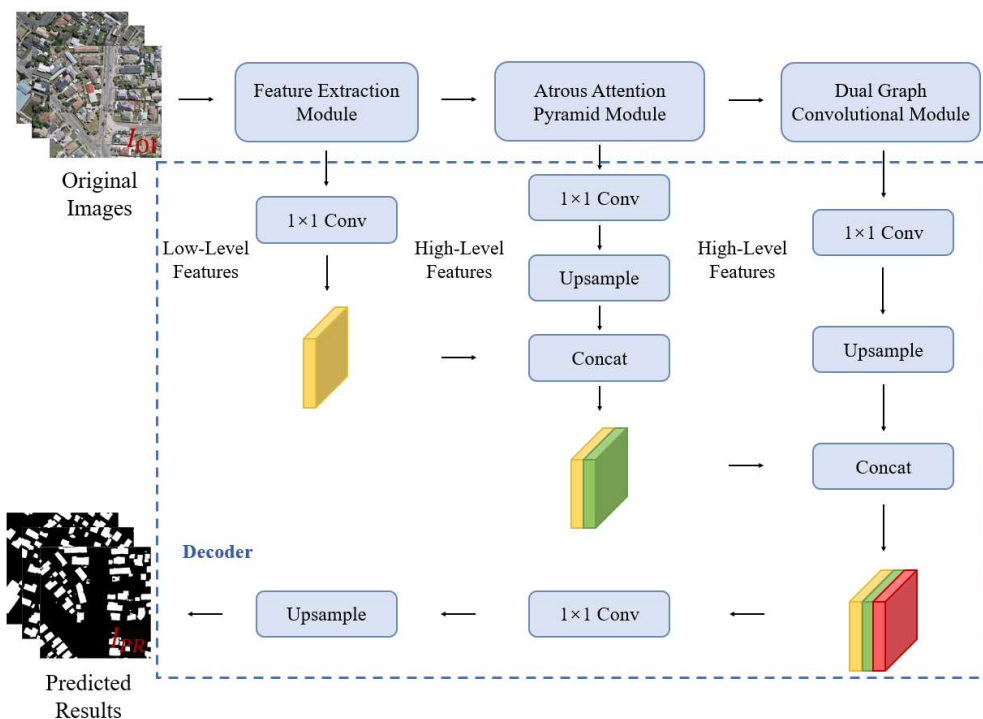 Feature Extraction
Module
Atrous Attention
Pyramid Module
Dual Graph
Convolutional Module
I_OI
Original
Images
1×1 Conv
1×1 Conv
1×1 Conv
Low-Level
Features
High-Level
Features
High-Level
Features
Upsample
Upsample
Concat
Concat
Decoder
Upsample
1×1 Conv
I_PR
Predicted
Results